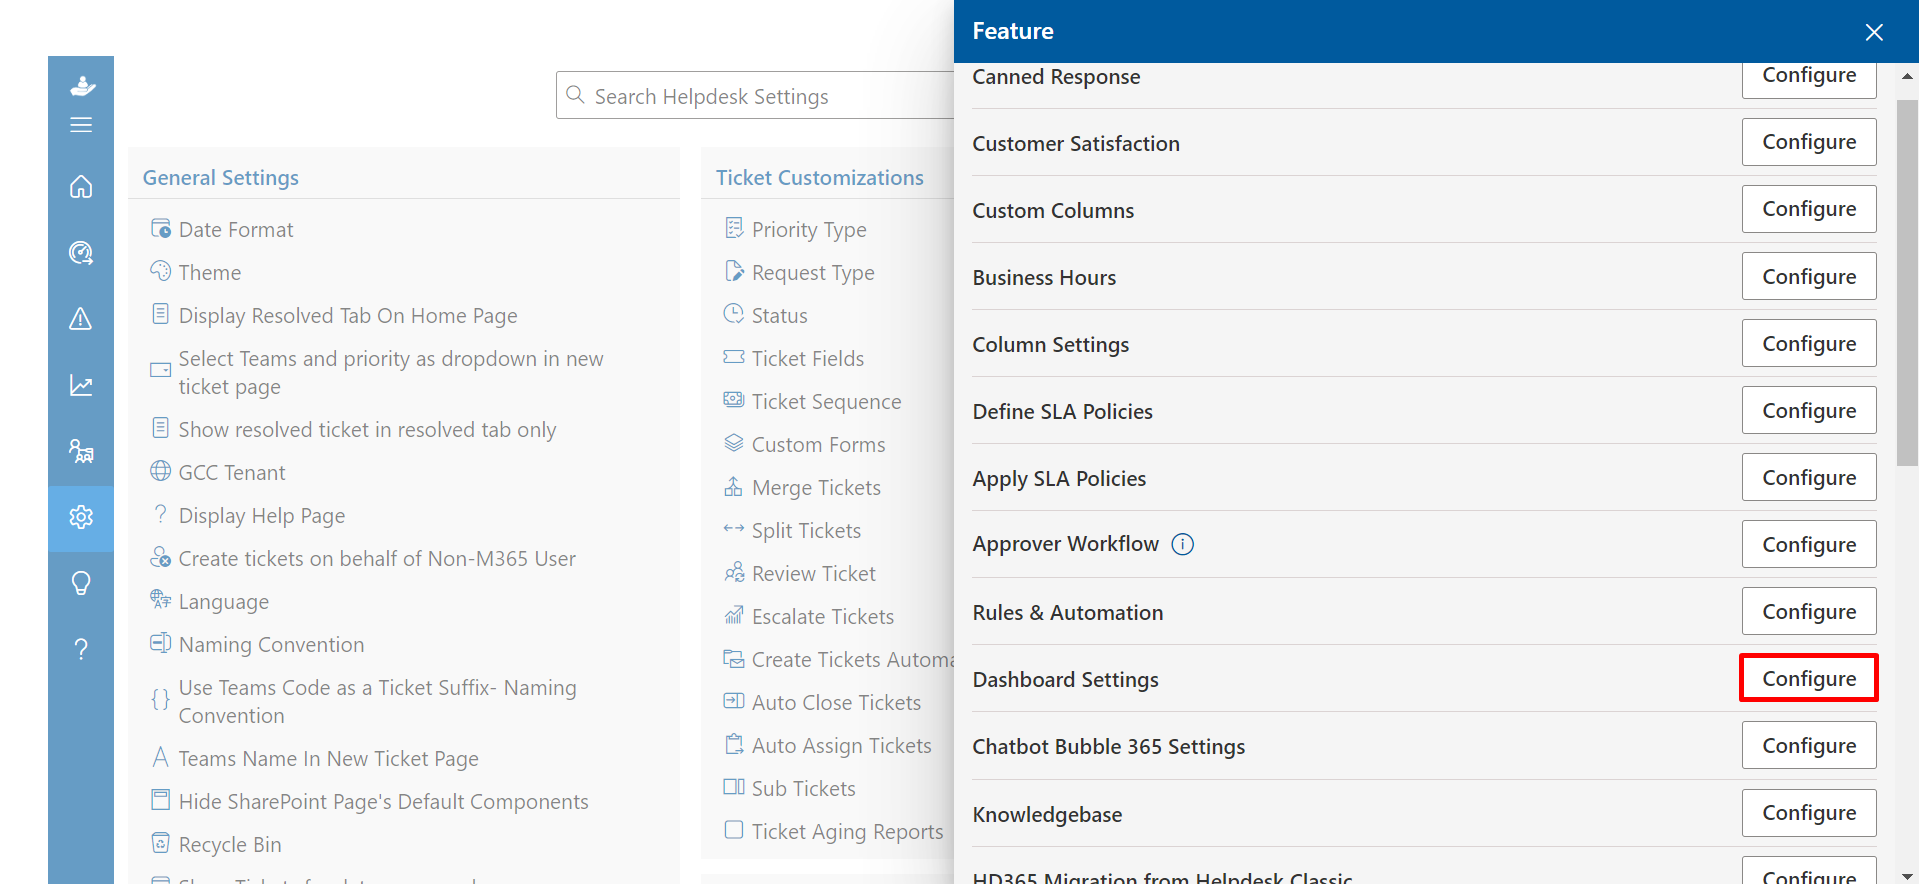 Search Helpdesk Settings
General Settings
Date Format
Theme
Display Resolved Tab On Home Page
Select Teams and priority as dropdown in new
ticket page
Show resolved ticket in resolved tab only
GCC Tenant
Display Help Page
Create tickets on behalf of Non-M365 User
Language
Naming Convention
Use Teams Code as a Ticket Suffix- Naming
Convention
Teams Name In New Ticket Page
Hide SharePoint Page's Default Components
Recycle Bin
Ticket Customizations
Priority Type
Request Type
Status
Ticket Fields
Ticket Sequence
Custom Forms
Merge Tickets
Split Tickets
Review Ticket
Escalate Tickets
Create Tickets Automa
Auto Close Tickets
Auto Assign Tickets
Sub Tickets
Ticket Aging Reports
Feature
Canned Response Configure
Customer Satisfaction Configure
Custom Columns Configure
Business Hours Configure
Column Settings Configure
Define SLA Policies Configure
Apply SLA Policies Configure
Approver Workflow Configure
Rules & Automation Configure
Dashboard Settings Configure
Chatbot Bubble 365 Settings Configure
Knowledgebase Configure
HD365 Migration from Helpdesk Classic Configure